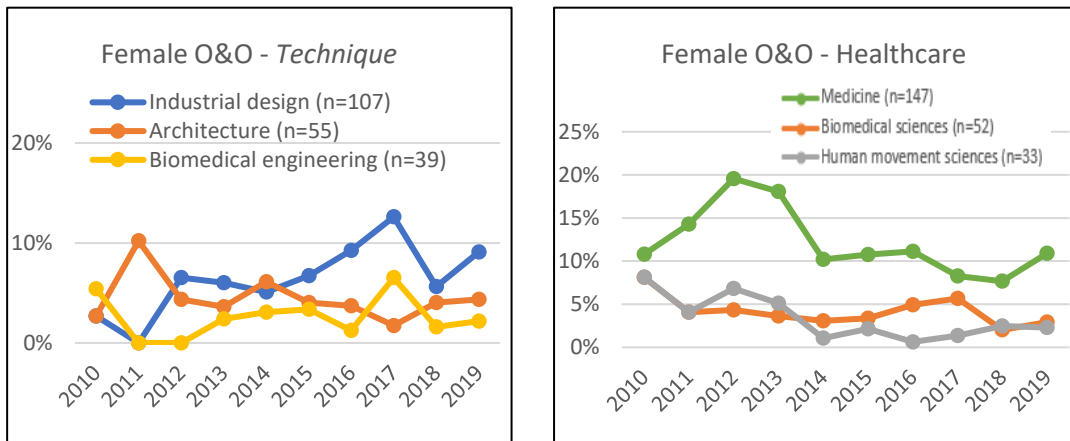 Female O&O - Technique
Industrial design (n=107)
Architecture (n=55)
Biomedical engineering (n=39)
20%
10%
0%
2010 2011 2012 2013 2014 2015 2016 2017 2018 2019
Female O&O - Healthcare
Medicine (n=147)
Biomedical sciences (n=52)
Human movement sciences (n=33)
25%
20%
15%
10%
5%
0%
2010 2011 2012 2013 2014 2015 2016 2017 2018 2019